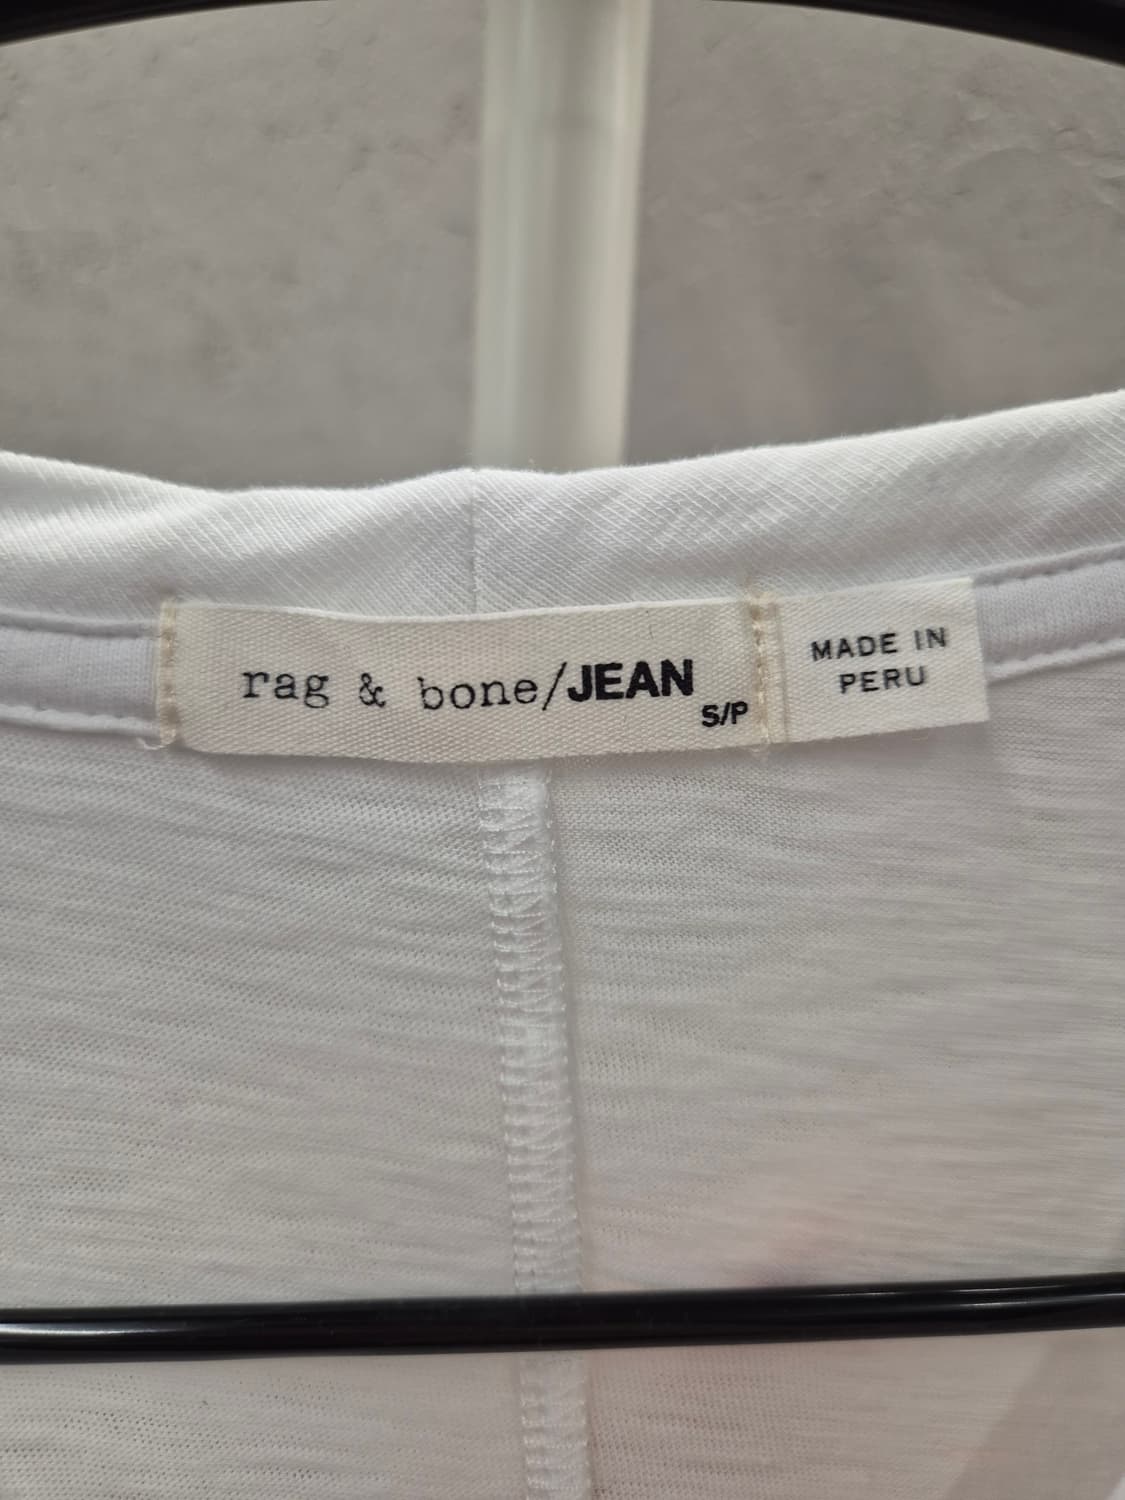 rag & bone/JEAN
S/P
MADE IN
PERU